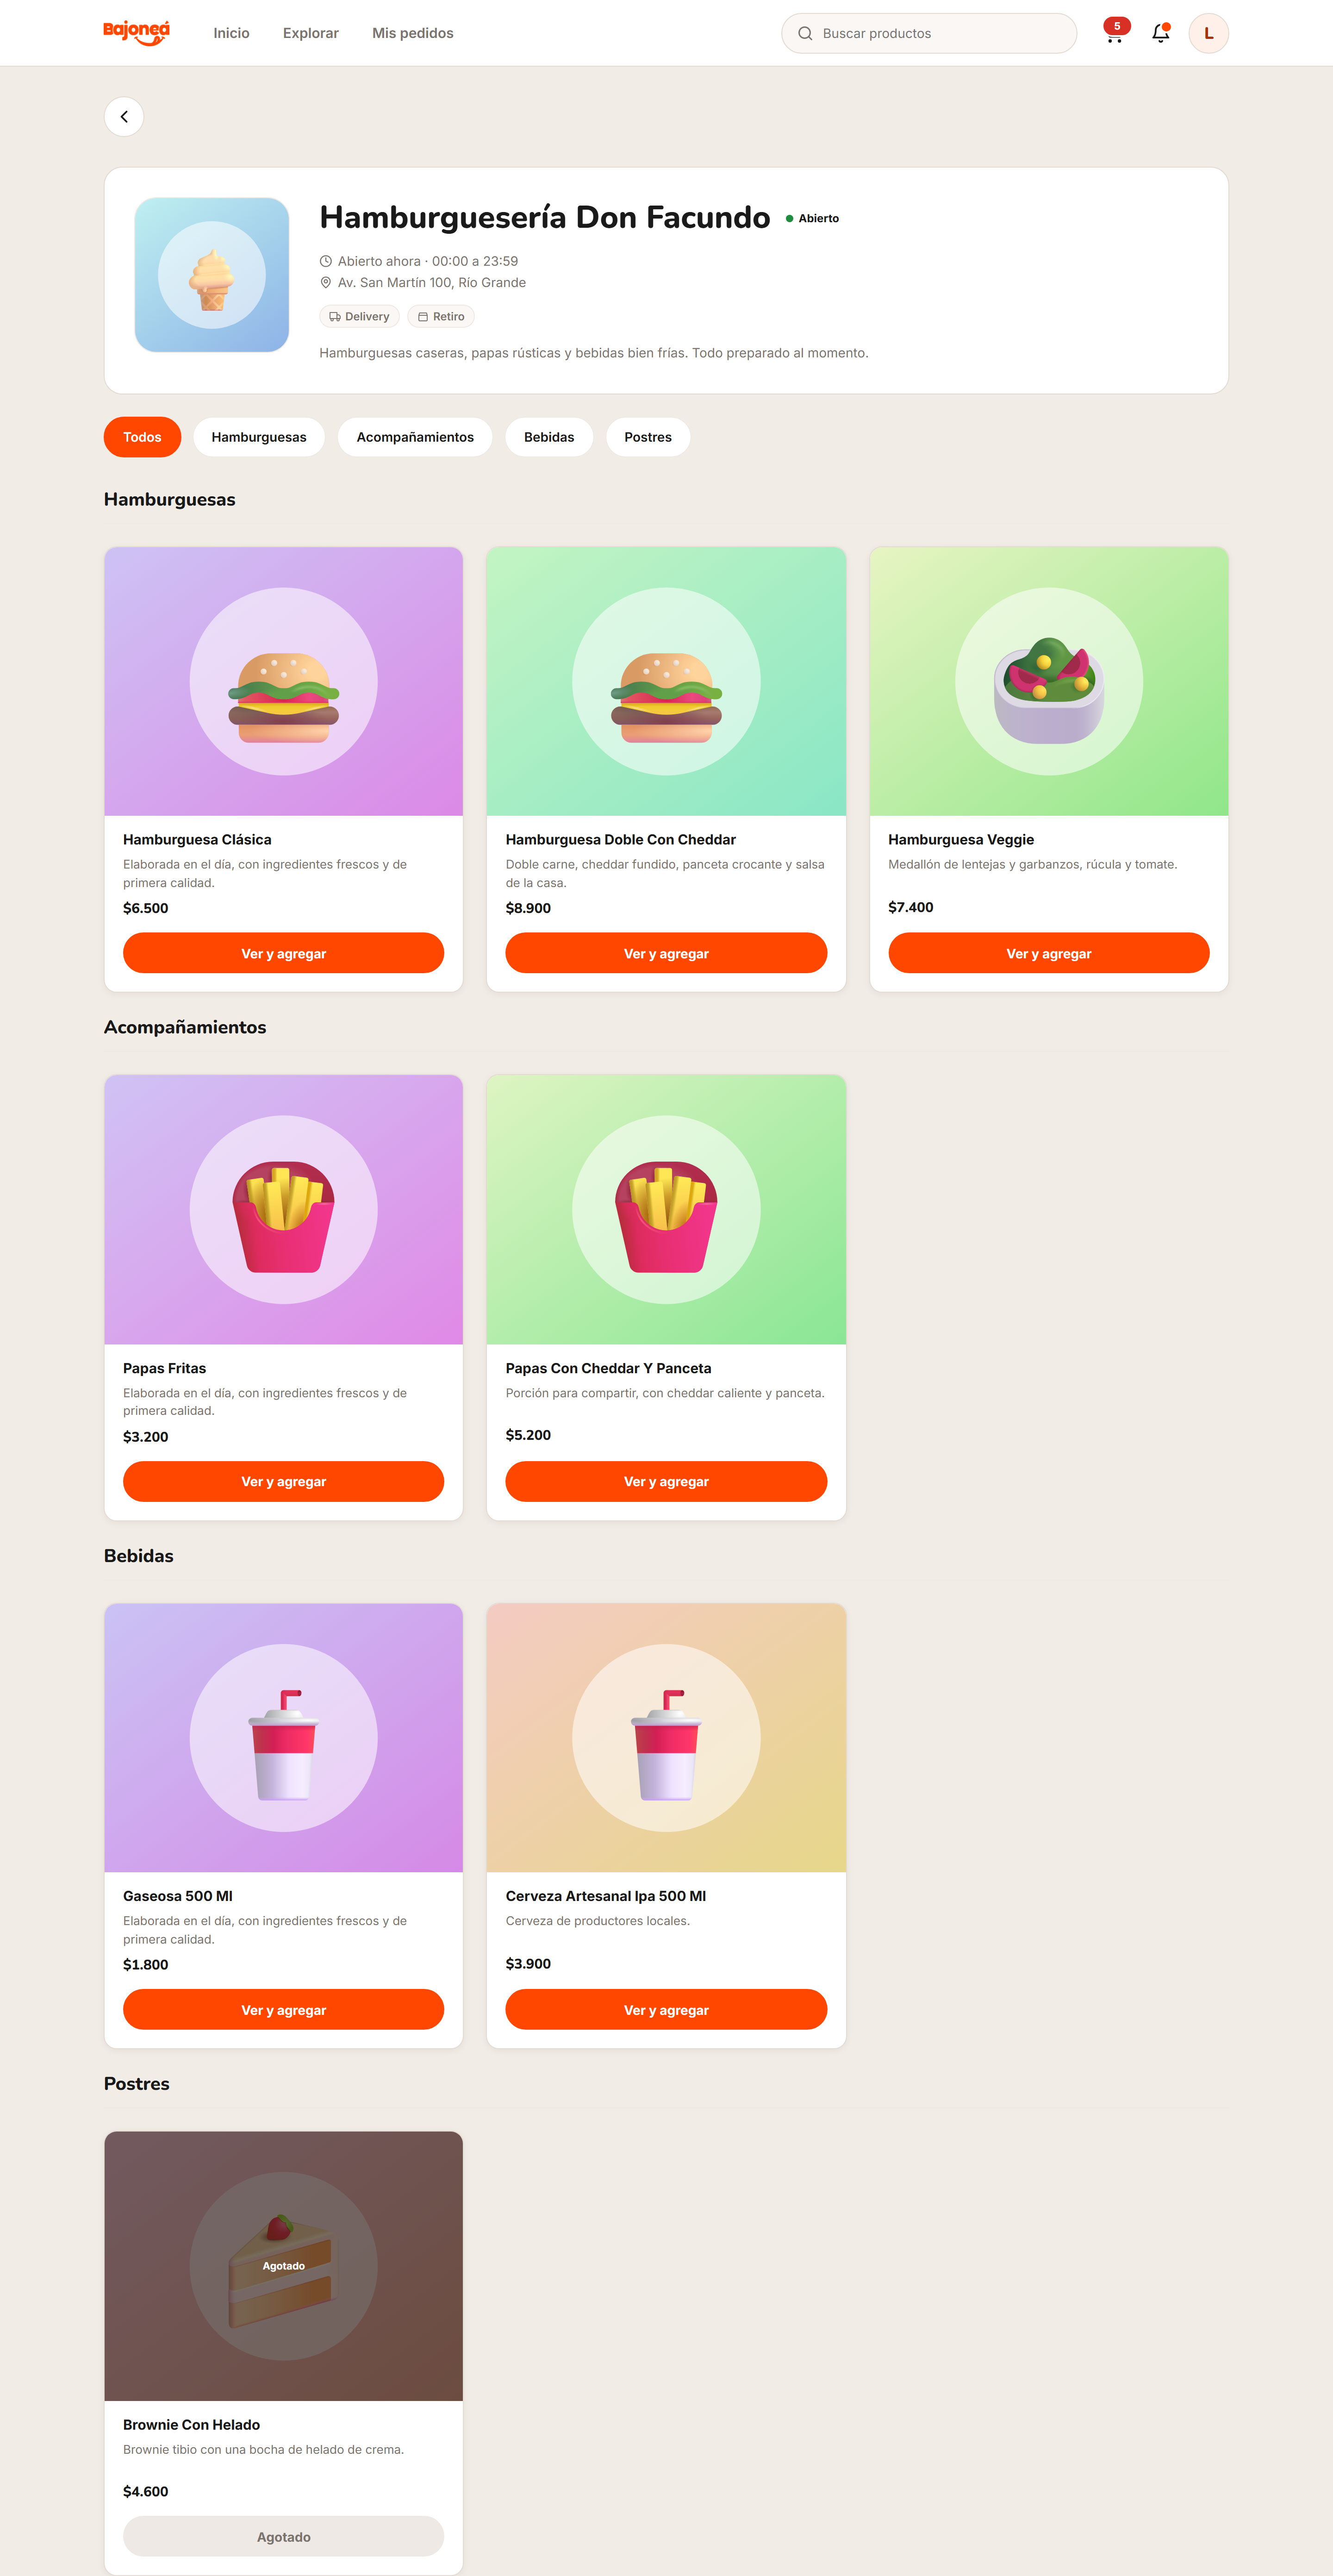 Bajoneá
Inicio
Explorar
Mis pedidos
Buscar productos
5
L
Hamburguesería Don Facundo
Abierto
Abierto ahora · 00:00 a 23:59
Av. San Martín 100, Río Grande
Delivery
Retiro
Hamburguesas caseras, papas rústicas y bebidas bien frías. Todo preparado al momento.
Todos
Hamburguesas
Acompañamientos
Bebidas
Postres
Hamburguesas
Hamburguesa Clásica
Elaborada en el día, con ingredientes frescos y de
primera calidad.
$6.500
Ver y agregar
Hamburguesa Doble Con Cheddar
Doble carne, cheddar fundido, panceta crocante y salsa
de la casa.
$8.900
Ver y agregar
Hamburguesa Veggie
Medallón de lentejas y garbanzos, rúcula y tomate.
$7.400
Ver y agregar
Acompañamientos
Papas Fritas
Elaborada en el día, con ingredientes frescos y de
primera calidad.
$3.200
Ver y agregar
Papas Con Cheddar Y Panceta
Porción para compartir, con cheddar caliente y panceta.
$5.200
Ver y agregar
Bebidas
Gaseosa 500 Ml
Elaborada en el día, con ingredientes frescos y de
primera calidad.
$1.800
Ver y agregar
Cerveza Artesanal Ipa 500 Ml
Cerveza de productores locales.
$3.900
Ver y agregar
Postres
Agotado
Brownie Con Helado
Brownie tibio con una bocha de helado de crema.
$4.600
Agotado